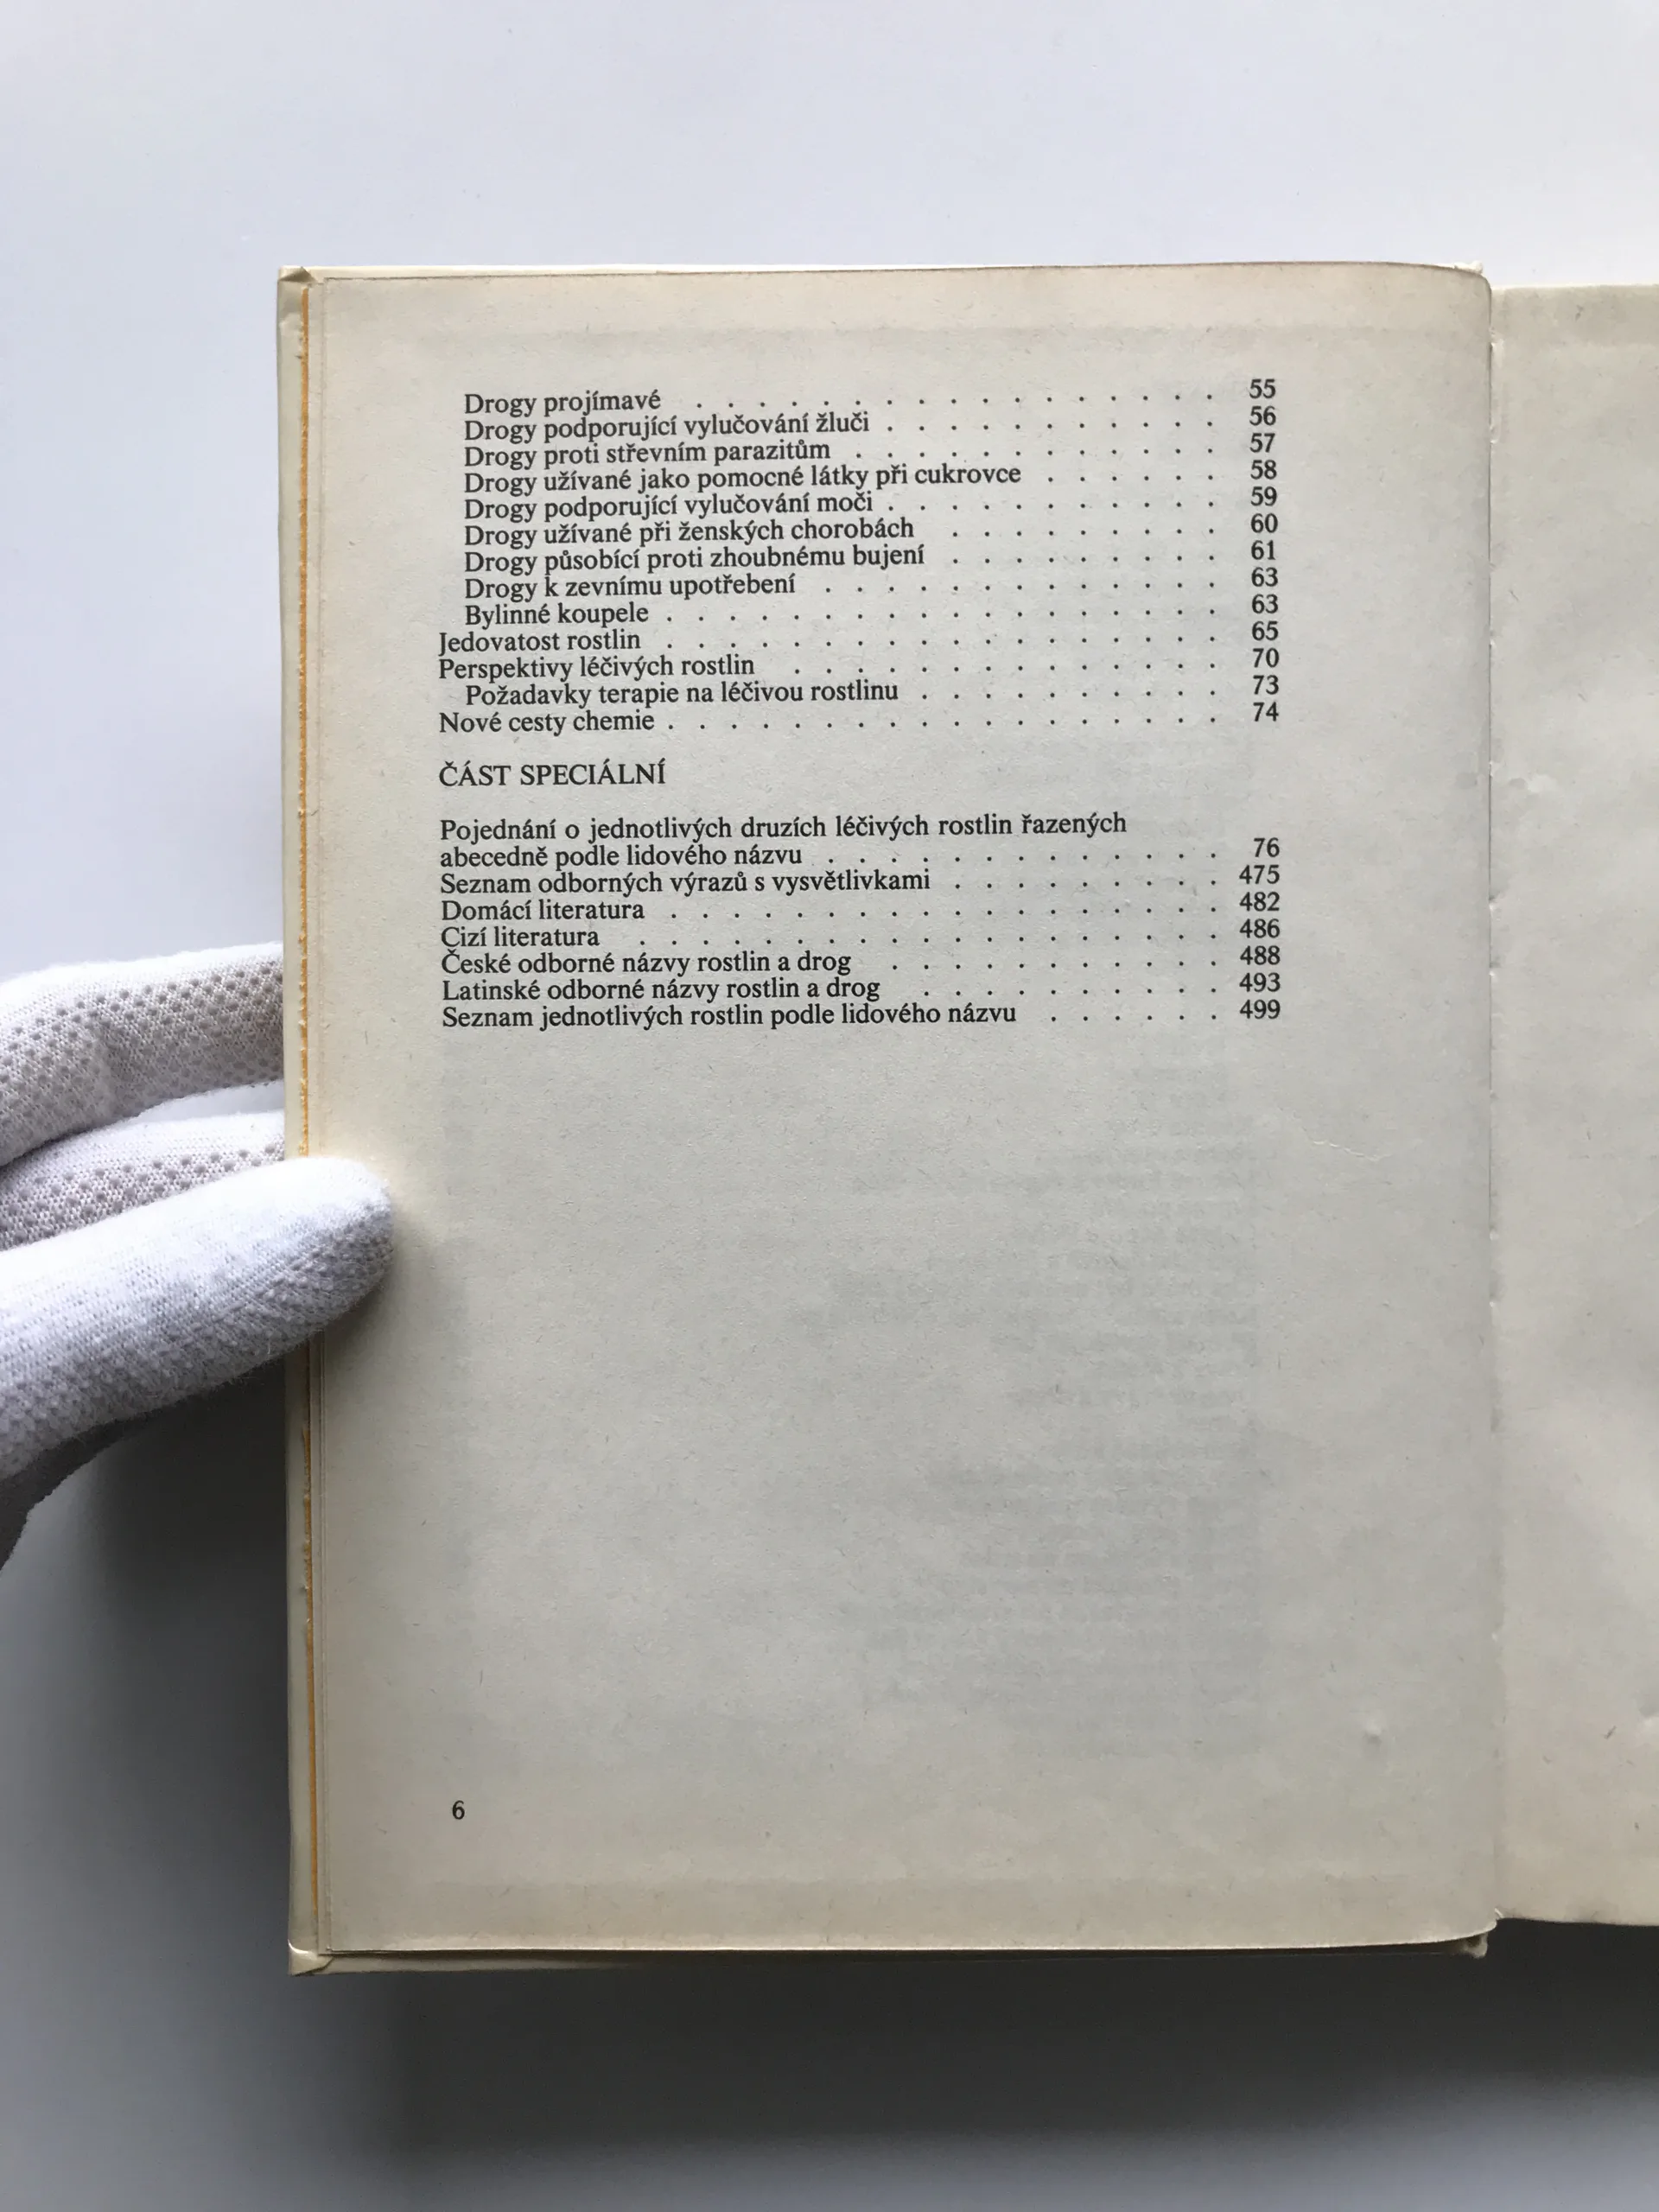 Drogy projímavé . . . . . . . . . . . . . . . . . 55
Drogy podporující vylučování žluči . . . . . . . . . . . 56
Drogy proti střevním parazitům . . . . . . . . . . . . 57
Drogy užívané jako pomocné látky při cukrovce . . . . . . 58
Drogy podporující vylučování moči . . . . . . . . . . . 59
Drogy užívané při ženských chorobách . . . . . . . . . 60
Drogy působící proti zhoubnému bujení . . . . . . . . . 61
Drogy k zevnímu upotřebení . . . . . . . . . . . . . 63
Bylinné koupele . . . . . . . . . . . . . . . . . . 63
Jedovatost rostlin . . . . . . . . . . . . . . . . . . 65
Perspektivy léčivých rostlin . . . . . . . . . . . . . . 70
Požadavky terapie na léčivou rostlinu . . . . . . . . . . 73
Nové cesty chemie . . . . . . . . . . . . . . . . . . 74
ČÁST SPECIÁLNÍ
Pojednání o jednotlivých druzích léčivých rostlin řazených
abecedně podle lidového názvu . . . . . . . . . . . . . 76
Seznam odborných výrazů s vysvětlivkami . . . . . . . . . 475
Domácí literatura . . . . . . . . . . . . . . . . . . 482
Cizí literatura . . . . . . . . . . . . . . . . . . . 486
České odborné názvy rostlin a drog . . . . . . . . . . . 488
Latinské odborné názvy rostlin a drog . . . . . . . . . . 493
Seznam jednotlivých rostlin podle lidového názvu . . . . . . 499
6